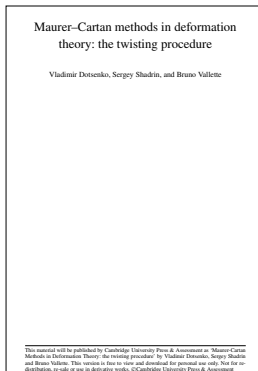 Maurer–Cartan methods in deformation
theory: the twisting procedure
Vladimir Dotsenko, Sergey Shadrin, and Bruno Vallette
This material will be published by Cambridge University Press & Assessment as 'Maurer-Cartan
Methods in Deformation Theory: the twisting procedure' by Vladimir Dotsenko, Sergey Shadrin
and Bruno Vallette. This version is free to view and download for personal use only. Not for re-
distribution, re-sale or use in derivative works. ©Cambridge University Press & Assessment